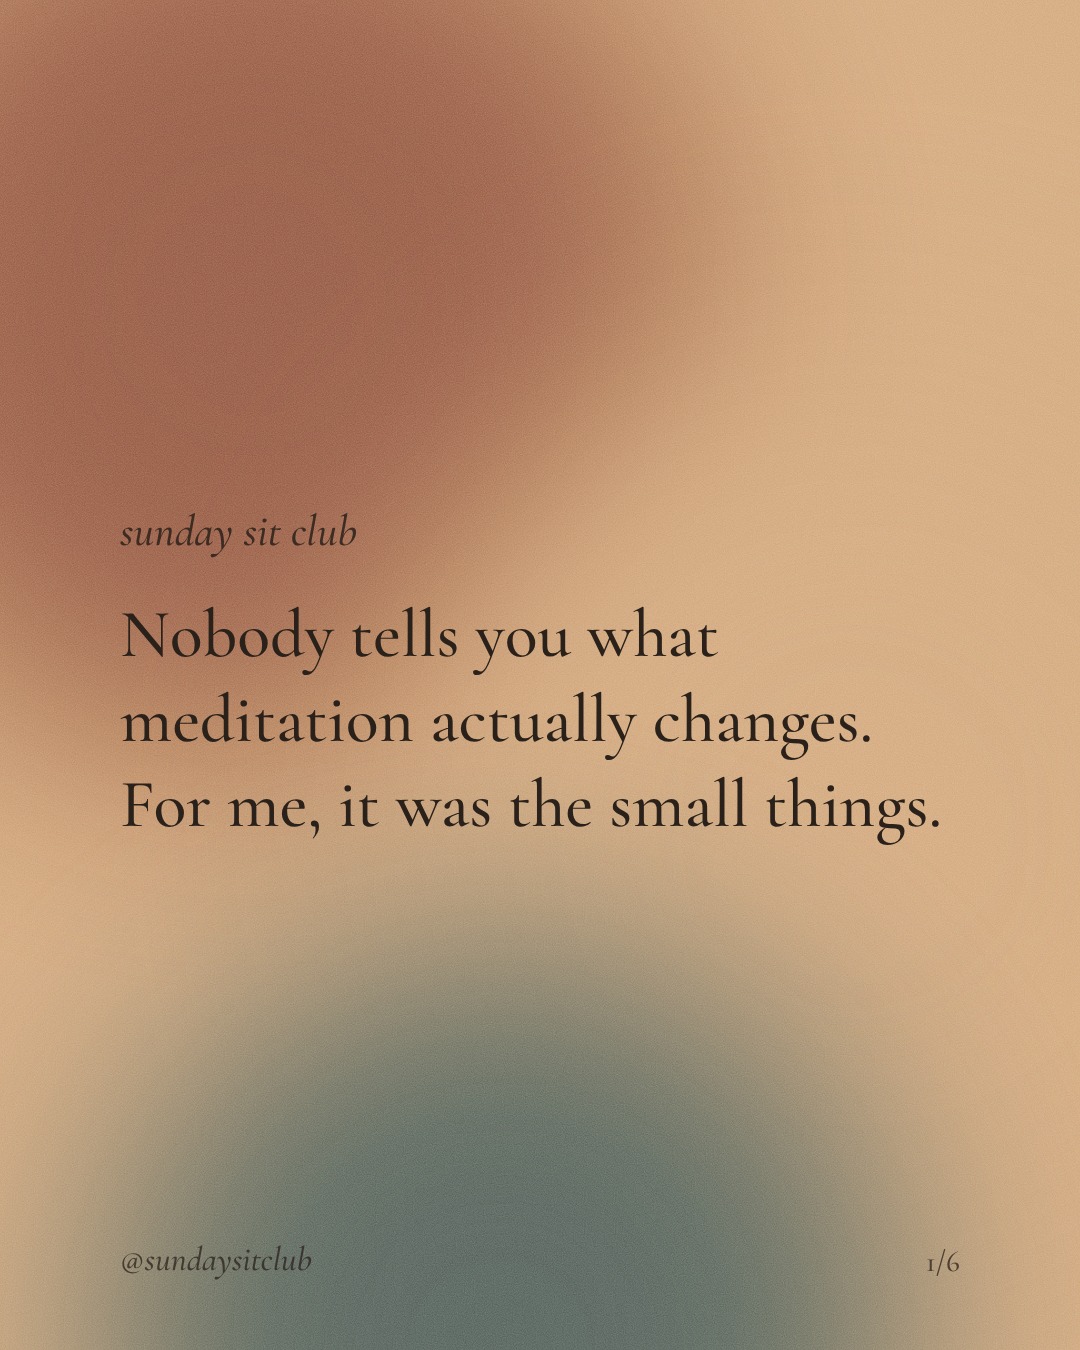 sunday sit club
Nobody tells you what
meditation actually changes.
For me, it was the small things.
@sundaysitclub
1/6